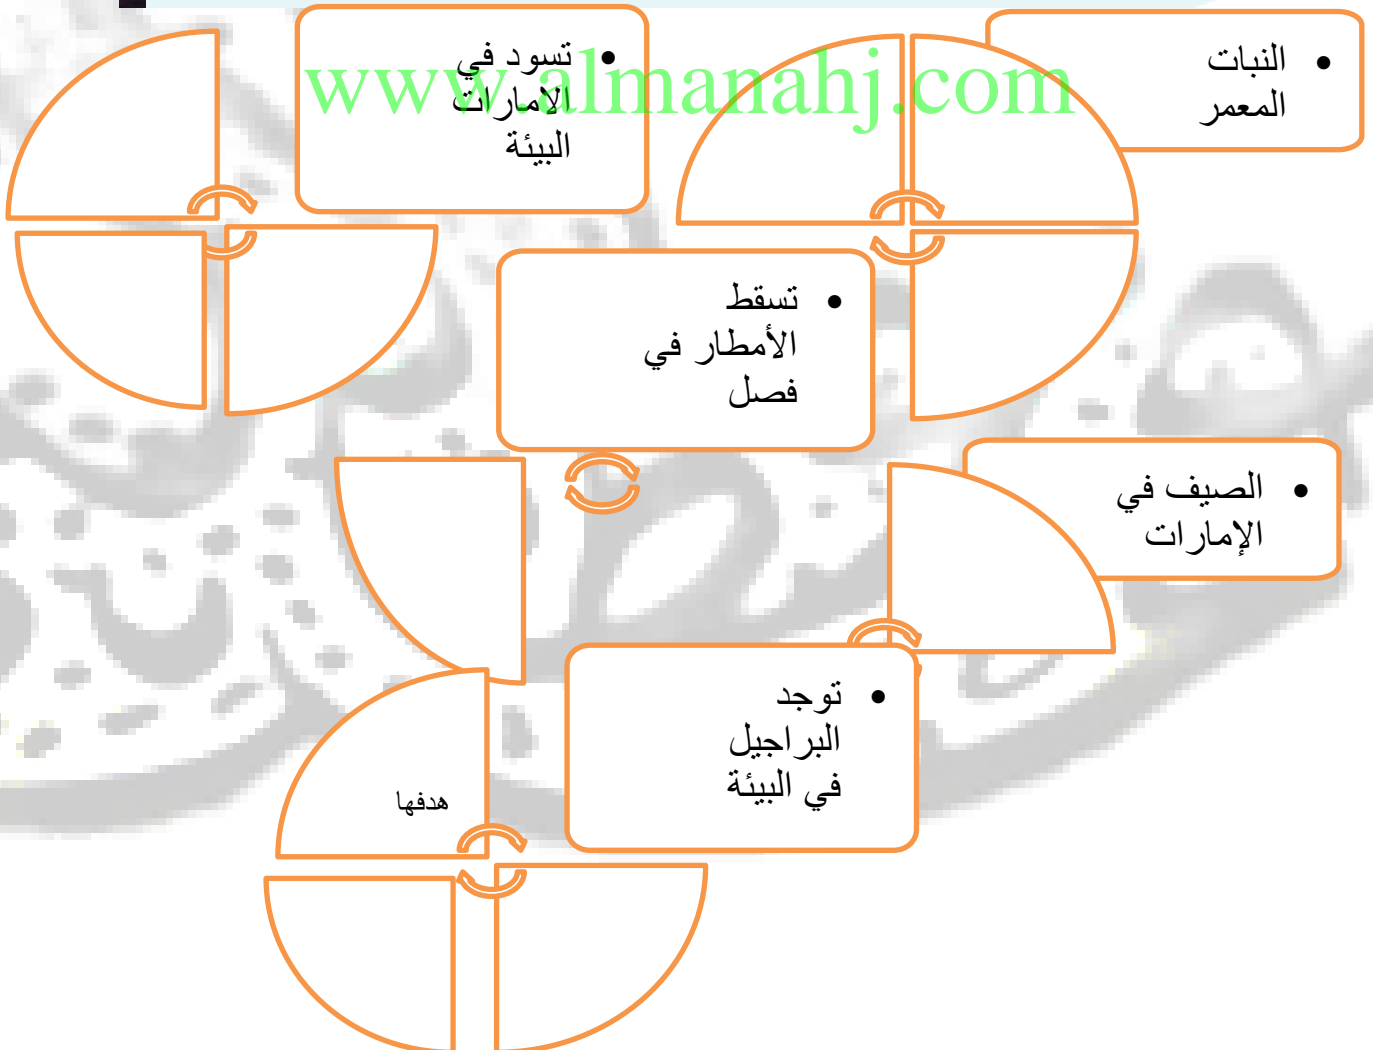 www.almanahj.com
النبات
المعمر
تسود في
الامارات
البيئة
تسقط
الأمطار في
فصل
الصيف في
الإمارات
توجد
البراجيل
في البيئة
هدفها